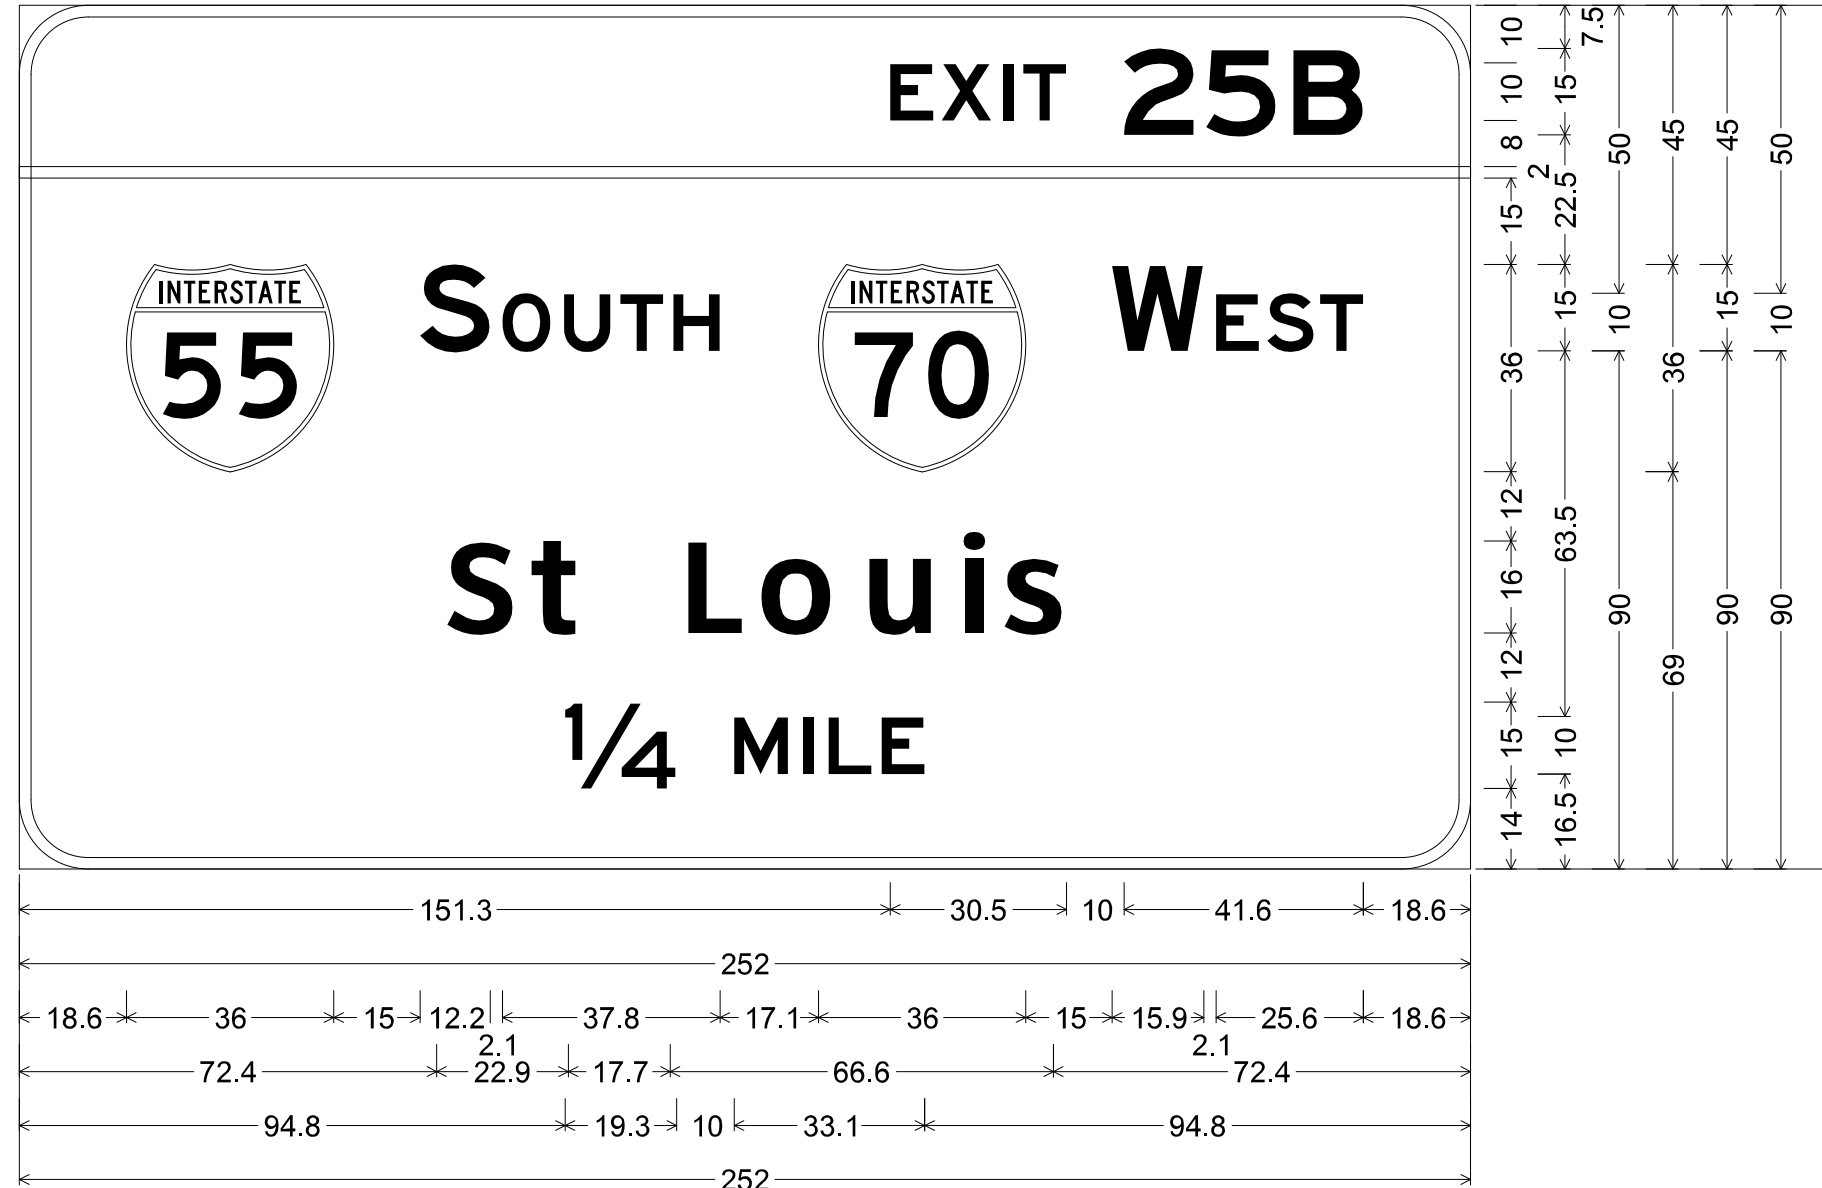 EXIT 25B
INTERSTATE 55 SOUTH INTERSTATE 70 WEST
St Louis
1/4 MILE
10 10 8 2 15 36 12 16 12 15 14
7.5 15 22.5 15 63.5 10 16.5
50 10 90
45 36 69
45 15 90
50 10 90
151.3 30.5 10 41.6 18.6
252
18.6 36 15 12.2 2.1 37.8 17.1 36 15 15.9 2.1 25.6 18.6
72.4 22.9 17.7 66.6 72.4
94.8 19.3 10 33.1 94.8
252